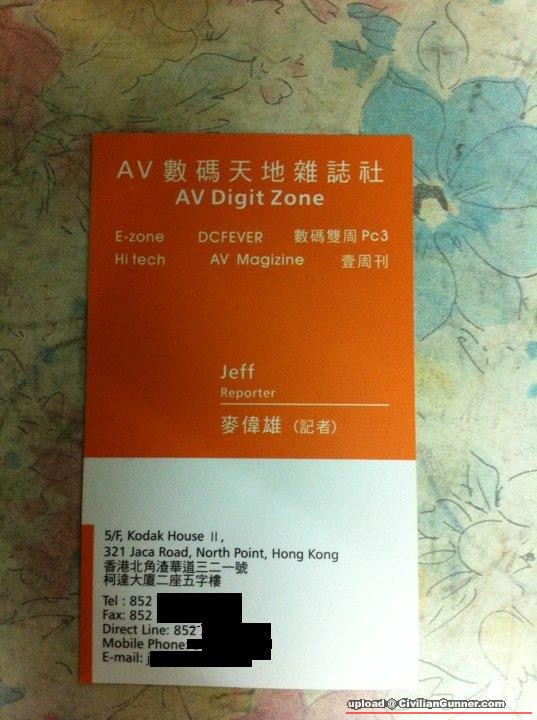 AV 數碼天地雜誌社
AV Digit Zone
E-zone DCFEVER 數碼雙周 Pc3
Hi tech AV Magizine 壹周刊
Jeff
Reporter
麥偉雄 (記者)
5/F, Kodak House II,
321 Jaca Road, North Point, Hong Kong
香港北角渣華道三二一號
柯達大廈二座五字樓
Tel : 852
Fax: 852
Direct Line: 852
Mobile Phone:
E-mail: j
upload @ CivilianGunner.com